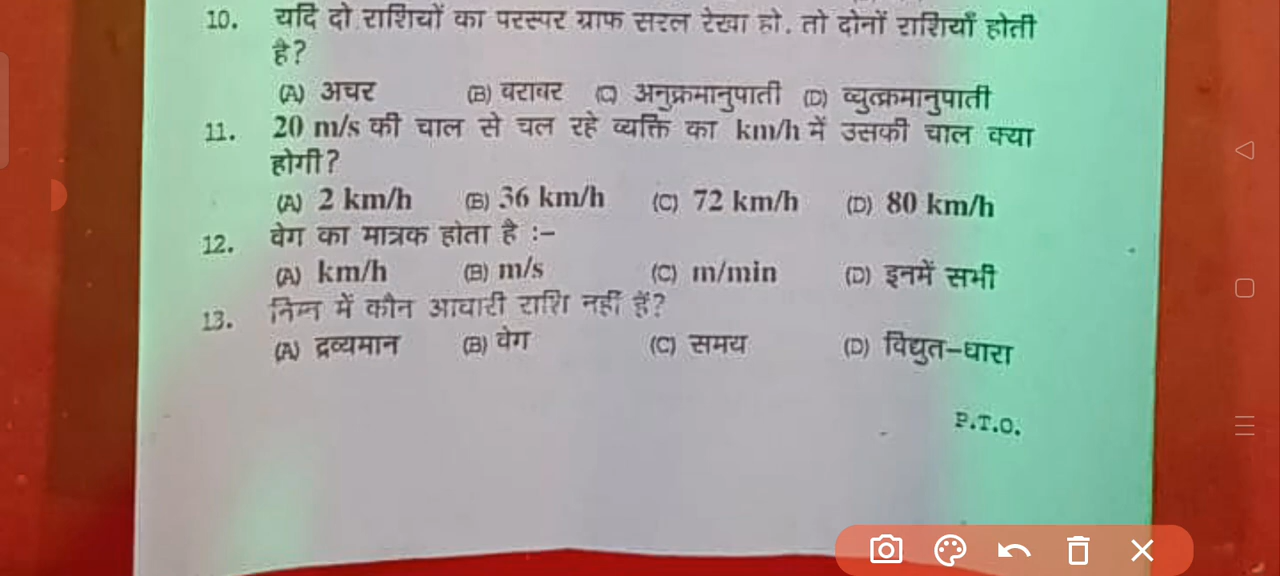 10. यदि दो राशियों का परस्पर ग्राफ सरल रेखा हो, तो दोनों राशियाँ होती
है?
(A) अचर (B) बराबर (C) अनुक्रमानुपाती (D) व्युत्क्रमानुपाती
11. 20 m/s की चाल से चल रहे व्यक्ति का km/h में उसकी चाल क्या
होगी?
(A) 2 km/h (B) 36 km/h (C) 72 km/h (D) 80 km/h
12. वेग का मात्रक होता है :–
(A) km/h (B) m/s (C) m/min (D) इनमें सभी
13. निम्न में कौन आधारी राशि नहीं हैं?
(A) द्रव्यमान (B) वेग (C) समय (D) विद्युत–धारा
P.T.O.